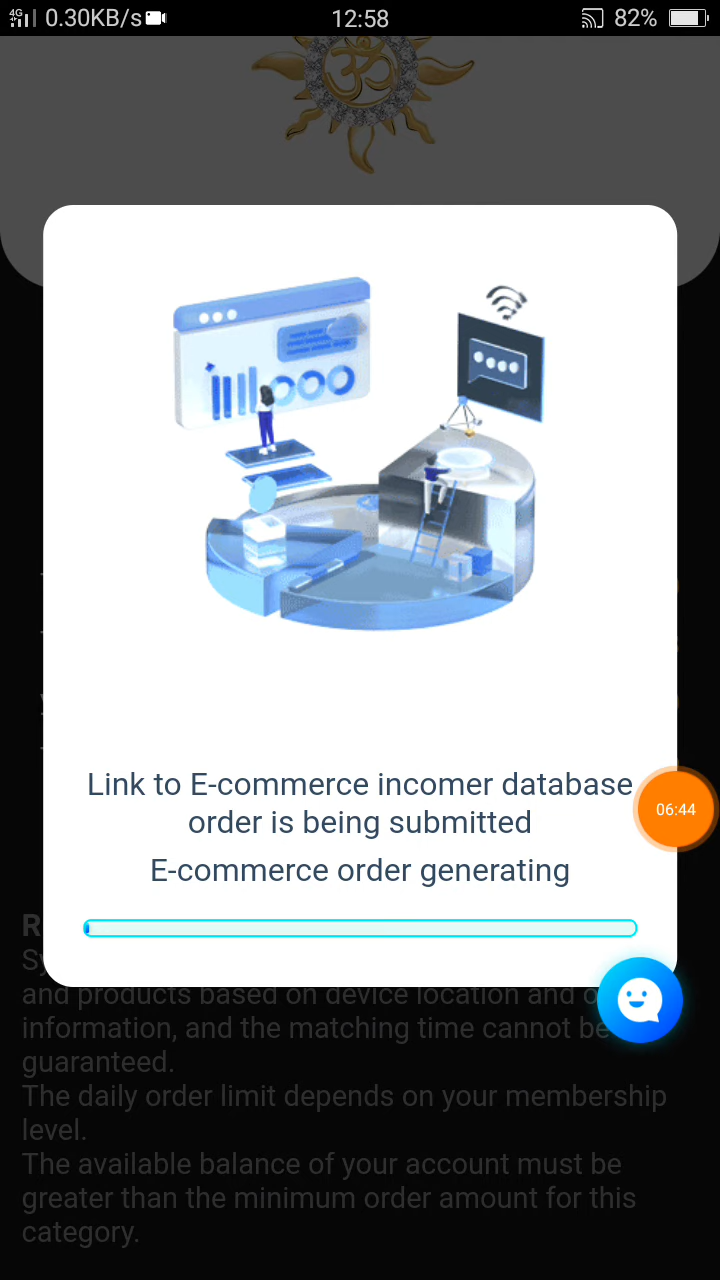 4G 0.30KB/s 12:58 82%
ॐ
Link to E-commerce incomer database
order is being submitted
06:44
E-commerce order generating
R
Sy
and products based on device location and o
information, and the matching time cannot be
guaranteed.
The daily order limit depends on your membership
level.
The available balance of your account must be
greater than the minimum order amount for this
category.